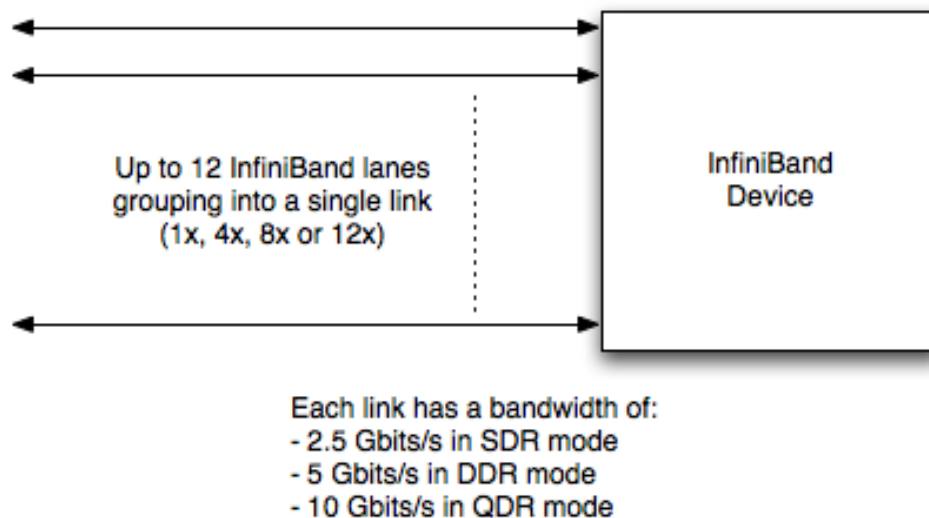 Up to 12 InfiniBand lanes
grouping into a single link
(1x, 4x, 8x or 12x)
InfiniBand
Device
Each link has a bandwidth of:
- 2.5 Gbits/s in SDR mode
- 5 Gbits/s in DDR mode
- 10 Gbits/s in QDR mode